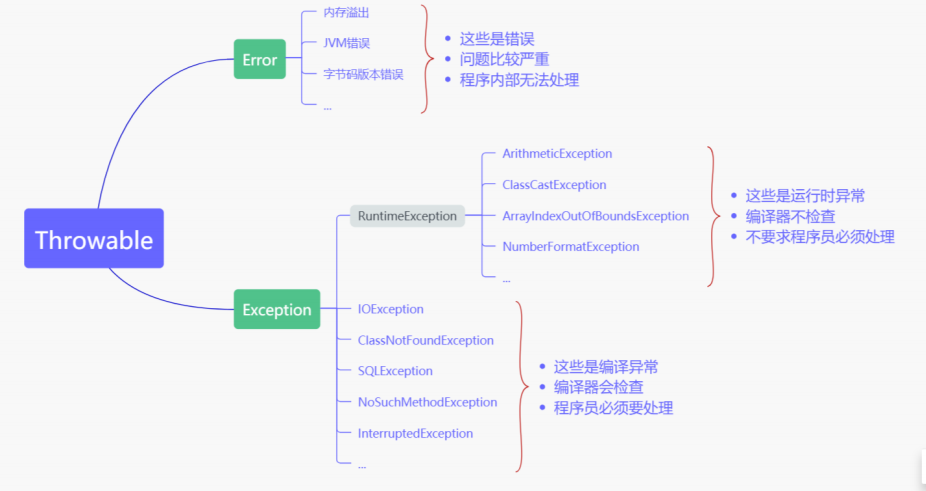 Throwable
Error
内存溢出
JVM错误
字节码版本错误
...
• 这些是错误
• 问题比较严重
• 程序内部无法处理
Exception
RuntimeException
ArithmeticException
ClassCastException
ArrayIndexOutOfBoundsException
NumberFormatException
...
• 这些是运行时异常
• 编译器不检查
• 不要求程序员必须处理
IOException
ClassNotFoundException
SQLException
NoSuchMethodException
InterruptedException
...
• 这些是编译异常
• 编译器会检查
• 程序员必须要处理